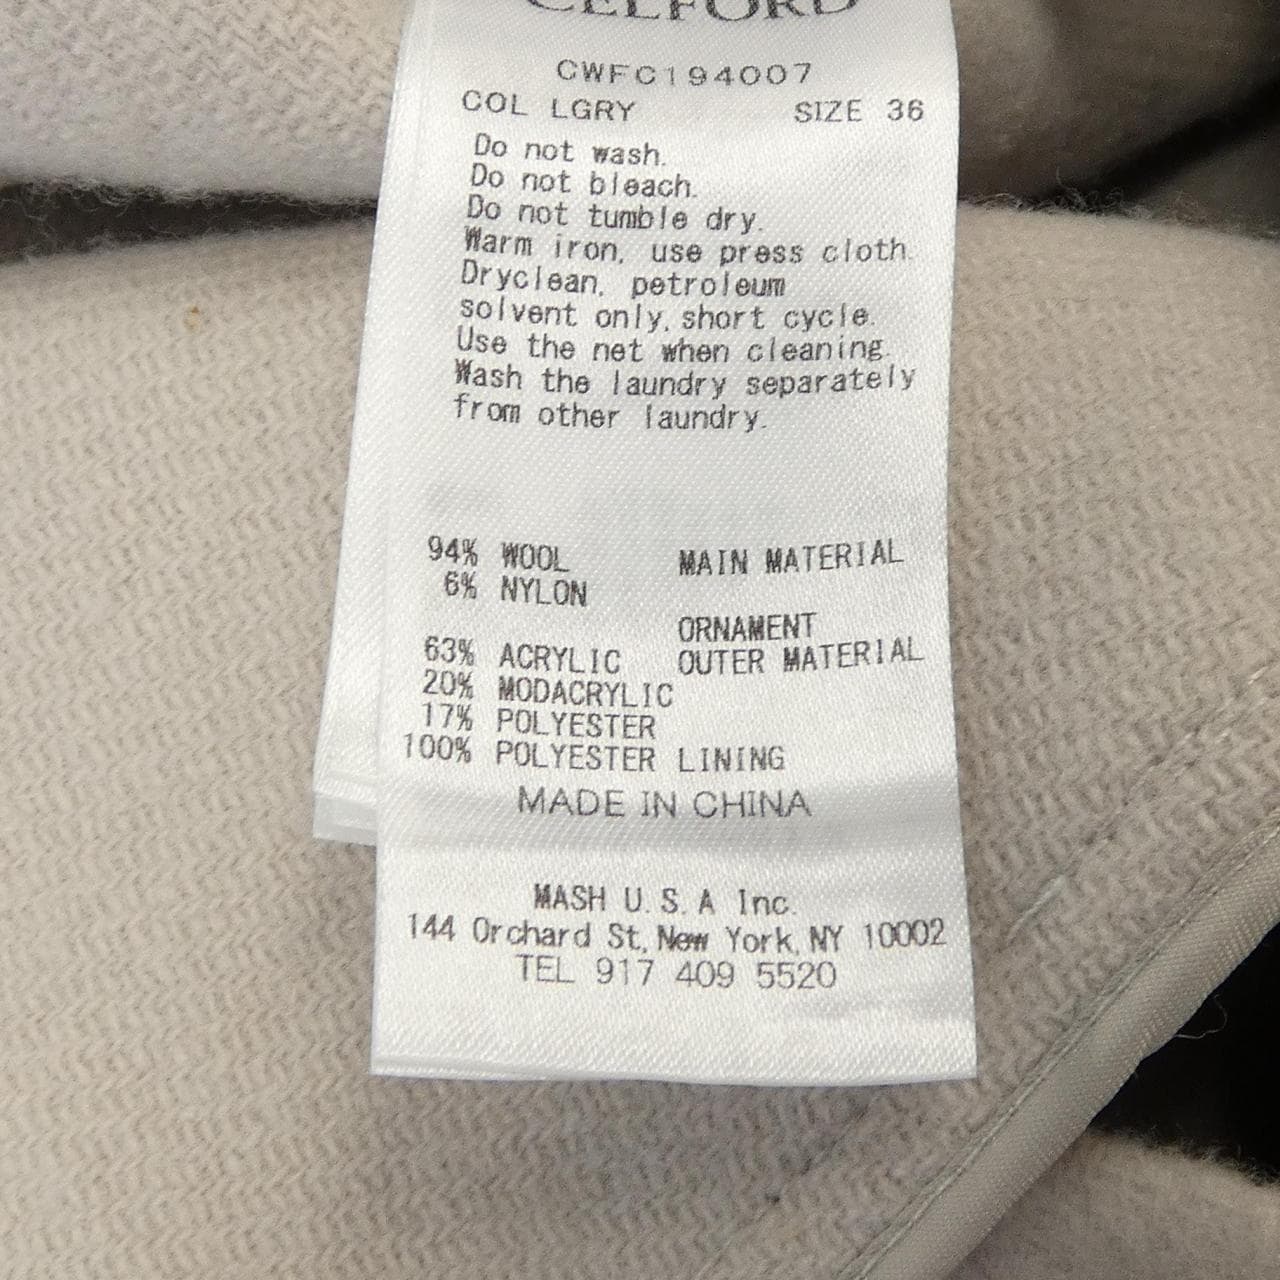 CELFORD
CWFC194007
COL LGRY SIZE 36
Do not wash.
Do not bleach.
Do not tumble dry.
Warm iron, use press cloth.
Dryclean, petroleum
solvent only, short cycle.
Use the net when cleaning.
Wash the laundry separately
from other laundry.
94% WOOL MAIN MATERIAL
6% NYLON
ORNAMENT
63% ACRYLIC OUTER MATERIAL
20% MODACRYLIC
17% POLYESTER
100% POLYESTER LINING
MADE IN CHINA
MASH U.S.A Inc.
144 Orchard St, New York, NY 10002
TEL 917 409 5520